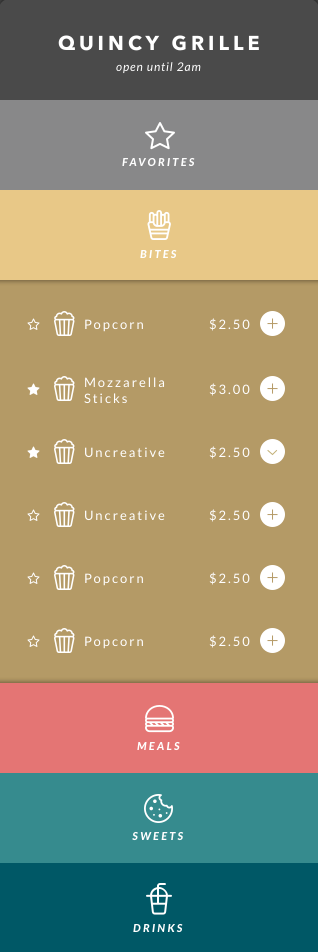 QUINCY GRILLE
open until 2am
FAVORITES
BITES
Popcorn $2.50
Mozzarella
Sticks $3.00
Uncreative $2.50
Uncreative $2.50
Popcorn $2.50
Popcorn $2.50
MEALS
SWEETS
DRINKS